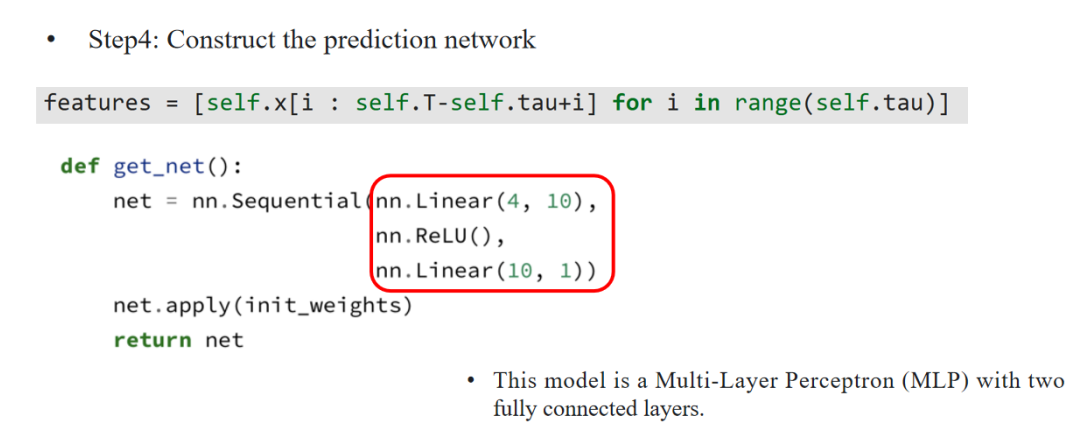 • Step4: Construct the prediction network
features = [self.x[i : self.T-self.tau+i] for i in range(self.tau)]
def get_net():
    net = nn.Sequential(nn.Linear(4, 10),
                        nn.ReLU(),
                        nn.Linear(10, 1))
    net.apply(init_weights)
    return net
• This model is a Multi-Layer Perceptron (MLP) with two
fully connected layers.